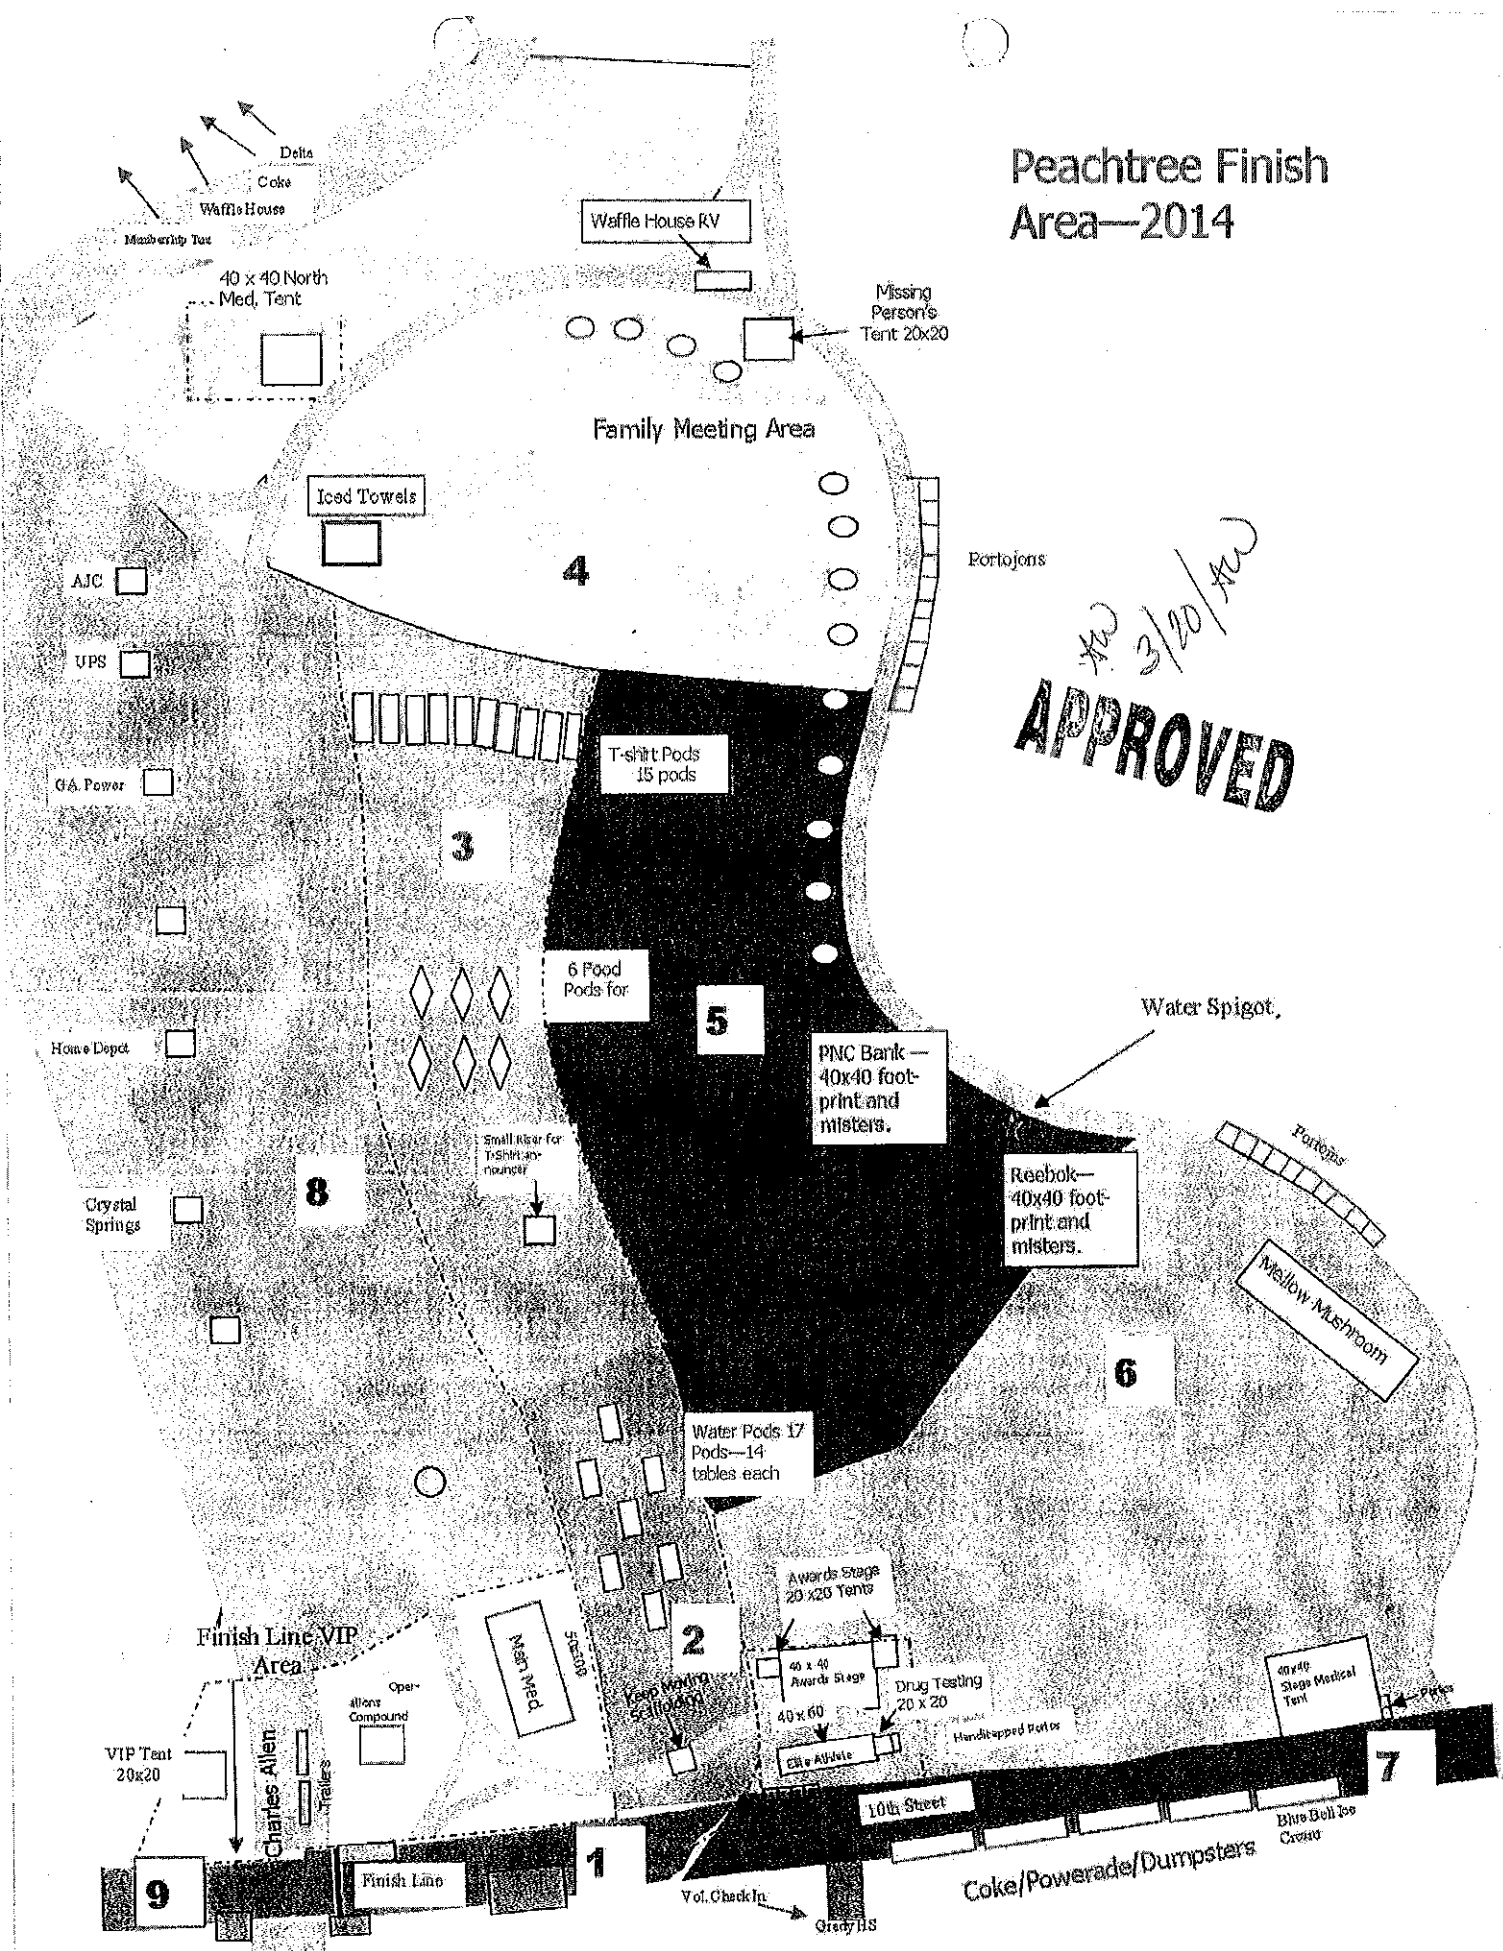 Peachtree Finish
Area—2014
Delta
Coke
Waffle House
Membership Tent
40 x 40 North
Med. Tent
Waffle House RV
Missing
Person's
Tent 20x20
Family Meeting Area
Iced Towels
4
Portojons
AJC
UPS
3/20/
APPROVED
T-shirt Pods
15 pods
GA. Power
3
6 Food
Pods for
5
Water Spigot
Home Depot
PNC Bank —
40x40 foot-
print and
misters.
Small Riser for
T-Shirt an-
nouncer
Portojons
8
Crystal
Springs
Reebok—
40x40 foot-
print and
misters.
Mellow Mushroom
6
Water Pods 17
Pods—14
tables each
Awards Stage
20 x20 Tents
Finish Line VIP
Area
Main Med
50x100
2
Keep Moving
Scaffolding
40 x 40
Awards Stage
Drug Testing
20 x 20
40 x 60
Elite Athlete
Handicapped Portos
40x40
Stage Medical
Tent
Portos
Oper-
ations
Compound
VIP Tent
20x20
Charles Allen
Trailers
7
10th Street
Blue Bell Ice
Cream
Coke/Powerade/Dumpsters
1
9
Finish Line
Vol. Check In
Grady HS